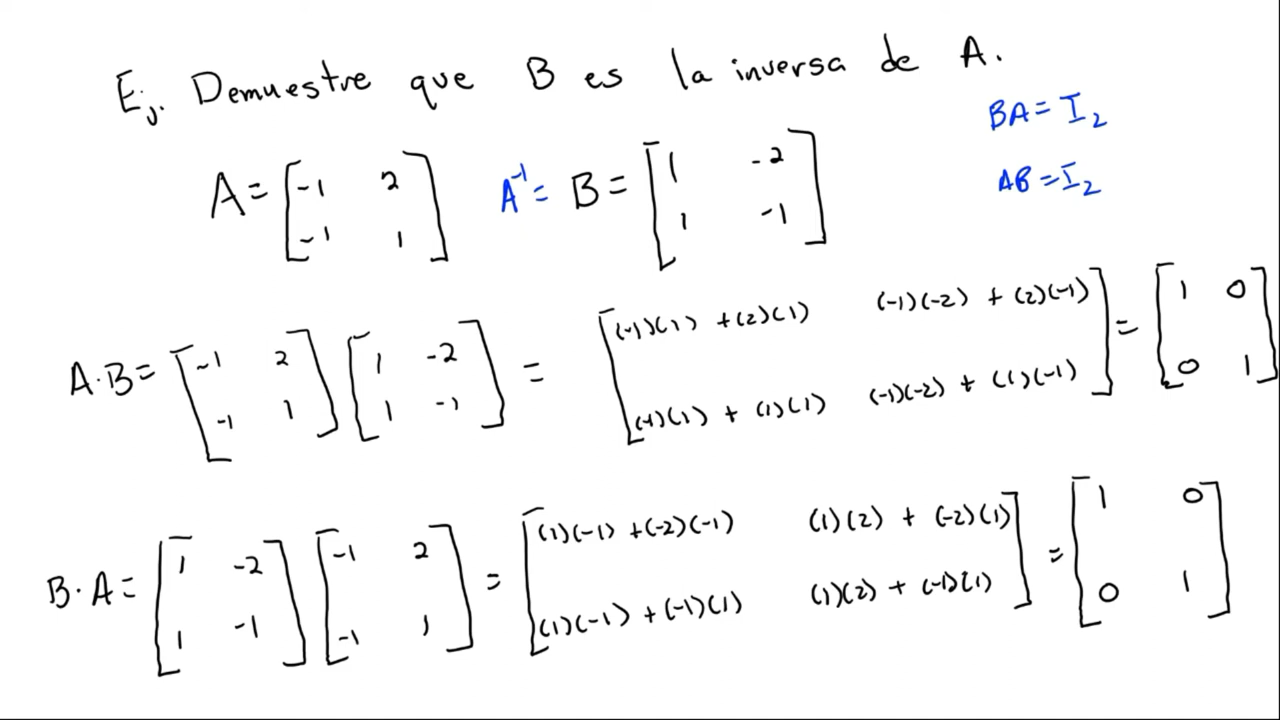 Ej. Demuestre que B es la inversa de A.
BA = I₂
A = [-1 2
-1 1] A⁻¹ = B = [1 -2
1 -1]
AB = I₂
A·B = [-1 2
-1 1] [1 -2
1 -1] = [(-1)(1) + (2)(1) (-1)(-2) + (2)(-1)
(-1)(1) + (1)(1) (-1)(-2) + (1)(-1)] = [1 0
0 1]
B·A = [1 -2
1 -1] [-1 2
-1 1] = [(1)(-1) + (-2)(-1) (1)(2) + (-2)(1)
(1)(-1) + (-1)(1) (1)(2) + (-1)(1)] = [1 0
0 1]